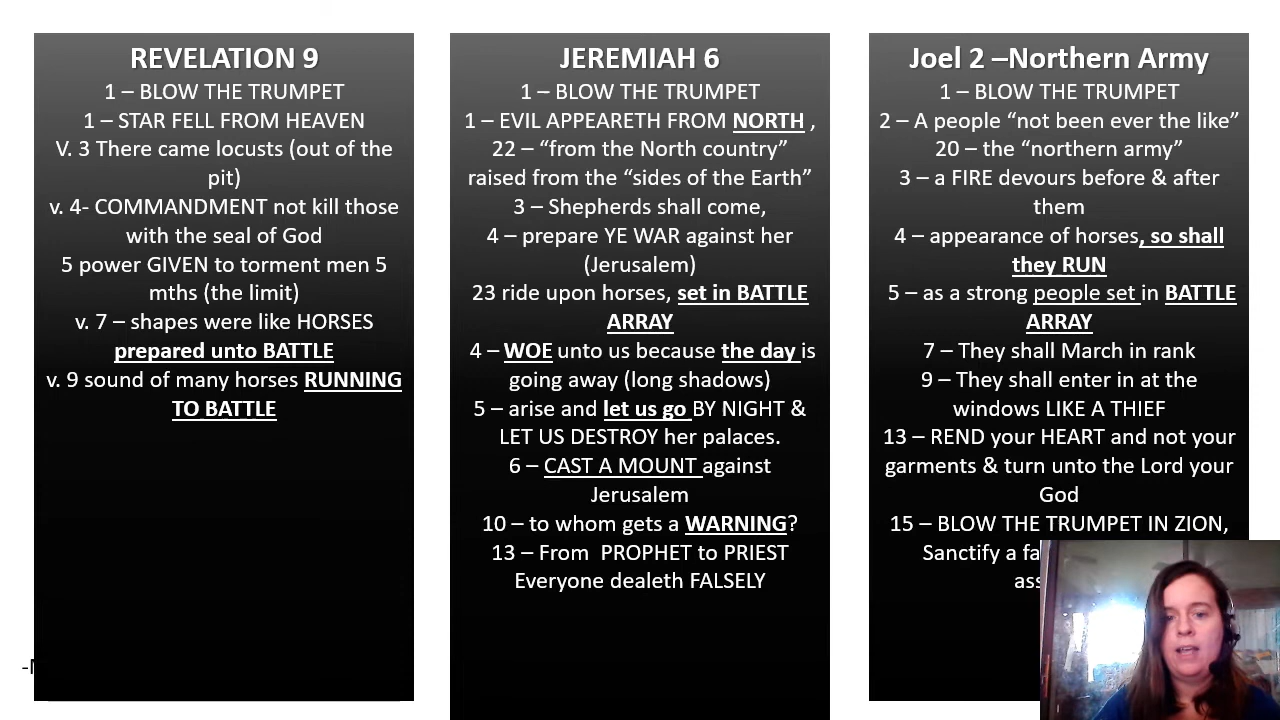 REVELATION 9
1 – BLOW THE TRUMPET
1 – STAR FELL FROM HEAVEN
V. 3 There came locusts (out of the
pit)
v. 4- COMMANDMENT not kill those
with the seal of God
5 power GIVEN to torment men 5
mths (the limit)
v. 7 – shapes were like HORSES
prepared unto BATTLE
v. 9 sound of many horses RUNNING
TO BATTLE
JEREMIAH 6
1 – BLOW THE TRUMPET
1 – EVIL APPEARETH FROM NORTH ,
22 – “from the North country”
raised from the “sides of the Earth”
3 – Shepherds shall come,
4 – prepare YE WAR against her
(Jerusalem)
23 ride upon horses, set in BATTLE
ARRAY
4 – WOE unto us because the day is
going away (long shadows)
5 – arise and let us go BY NIGHT &
LET US DESTROY her palaces.
6 – CAST A MOUNT against
Jerusalem
10 – to whom gets a WARNING?
13 – From PROPHET to PRIEST
Everyone dealeth FALSELY
Joel 2 –Northern Army
1 – BLOW THE TRUMPET
2 – A people “not been ever the like”
20 – the “northern army”
3 – a FIRE devours before & after
them
4 – appearance of horses, so shall
they RUN
5 – as a strong people set in BATTLE
ARRAY
7 – They shall March in rank
9 – They shall enter in at the
windows LIKE A THIEF
13 – REND your HEART and not your
garments & turn unto the Lord your
God
15 – BLOW THE TRUMPET IN ZION,
Sanctify a